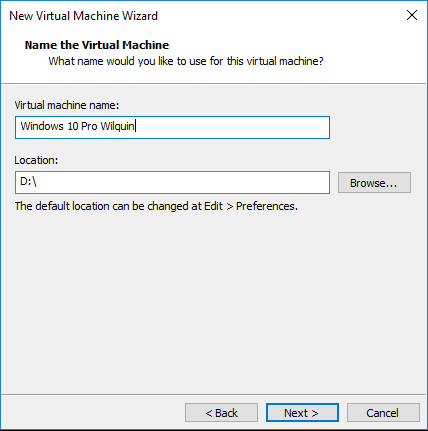 New Virtual Machine Wizard
Name the Virtual Machine
What name would you like to use for this virtual machine?
Virtual machine name:
Windows 10 Pro Wilquin
Location:
D:\
Browse...
The default location can be changed at Edit > Preferences.
< Back
Next >
Cancel